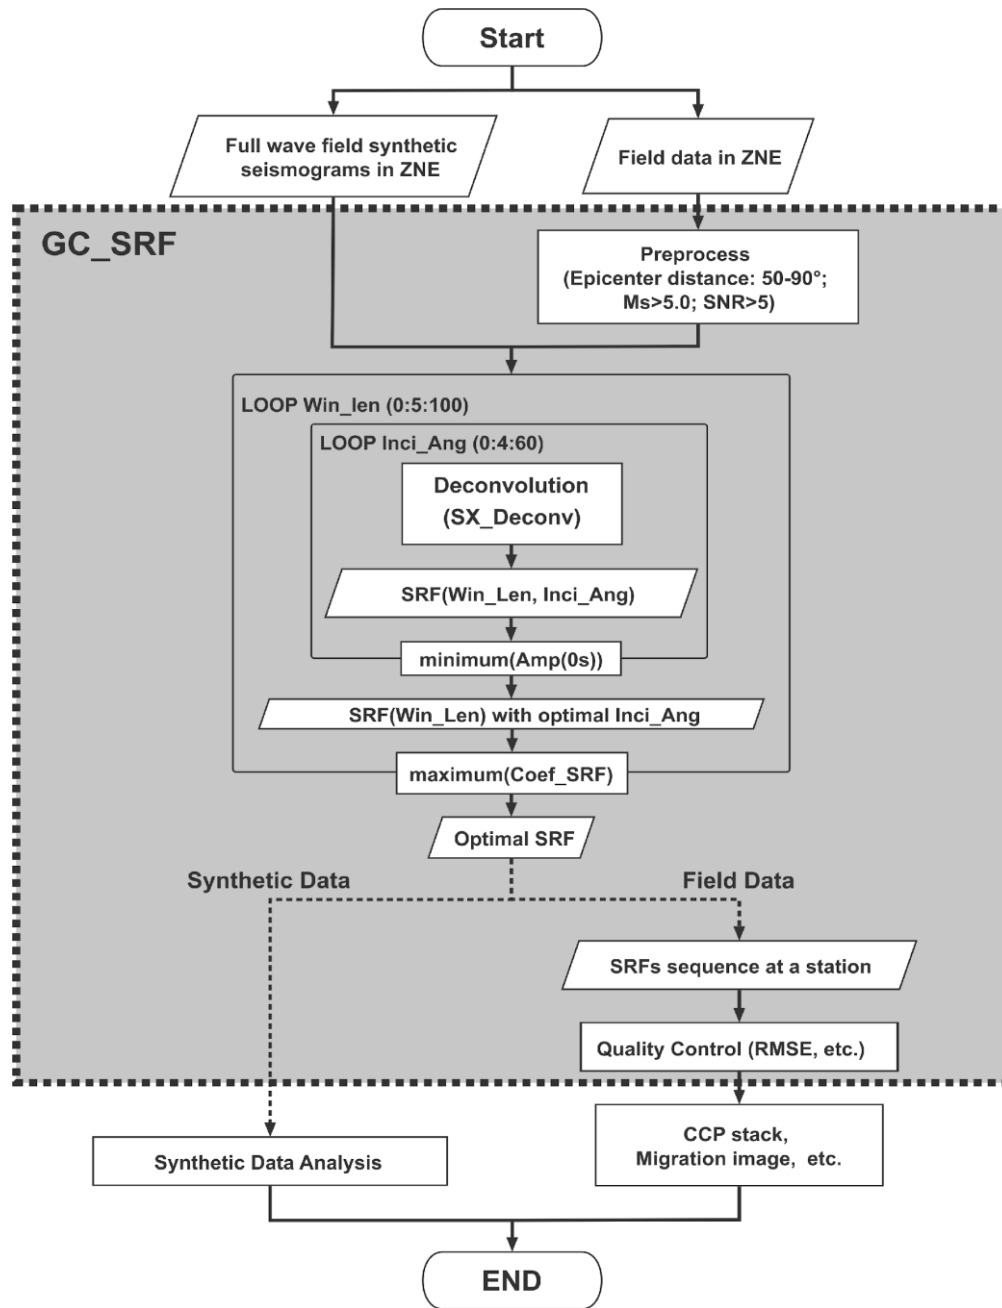 Start
Full wave field synthetic
seismograms in ZNE
Field data in ZNE
GC_SRF
Preprocess
(Epicenter distance: 50-90°;
Ms>5.0; SNR>5)
LOOP Win_len (0:5:100)
LOOP Inci_Ang (0:4:60)
Deconvolution
(SX_Deconv)
SRF(Win_Len, Inci_Ang)
minimum(Amp(0s))
SRF(Win_Len) with optimal Inci_Ang
maximum(Coef_SRF)
Optimal SRF
Synthetic Data
Field Data
SRFs sequence at a station
Quality Control (RMSE, etc.)
CCP stack,
Migration image, etc.
Synthetic Data Analysis
END